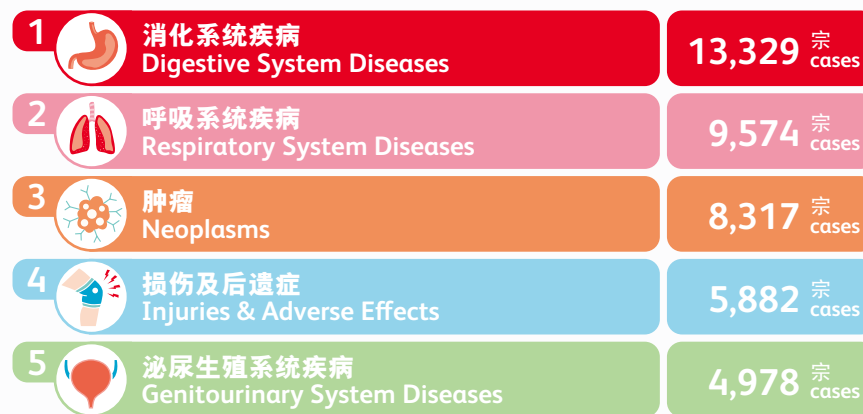 1
消化系统疾病
Digestive System Diseases
13,329 宗 cases
2
呼吸系统疾病
Respiratory System Diseases
9,574 宗 cases
3
肿瘤
Neoplasms
8,317 宗 cases
4
损伤及后遗症
Injuries & Adverse Effects
5,882 宗 cases
5
泌尿生殖系统疾病
Genitourinary System Diseases
4,978 宗 cases